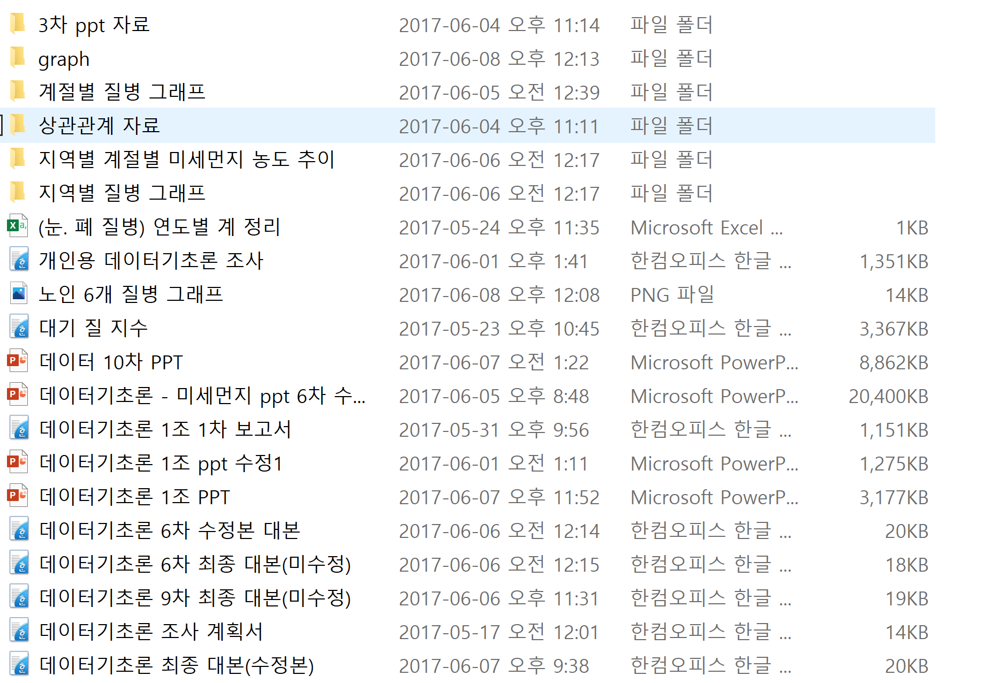 3차 ppt 자료 2017-06-04 오후 11:14 파일 폴더
graph 2017-06-08 오후 12:13 파일 폴더
계절별 질병 그래프 2017-06-05 오전 12:39 파일 폴더
상관관계 자료 2017-06-04 오후 11:11 파일 폴더
지역별 계절별 미세먼지 농도 추이 2017-06-06 오전 12:17 파일 폴더
지역별 질병 그래프 2017-06-06 오전 12:17 파일 폴더
(눈. 폐 질병) 연도별 계 정리 2017-05-24 오후 11:35 Microsoft Excel ... 1KB
개인용 데이터기초론 조사 2017-06-01 오후 1:41 한컴오피스 한글 ... 1,351KB
노인 6개 질병 그래프 2017-06-08 오후 12:08 PNG 파일 14KB
대기 질 지수 2017-05-23 오후 10:45 한컴오피스 한글 ... 3,367KB
데이터 10차 PPT 2017-06-07 오전 1:22 Microsoft PowerP... 8,862KB
데이터기초론 - 미세먼지 ppt 6차 수... 2017-06-05 오후 8:48 Microsoft PowerP... 20,400KB
데이터기초론 1조 1차 보고서 2017-05-31 오후 9:56 한컴오피스 한글 ... 1,151KB
데이터기초론 1조 ppt 수정1 2017-06-01 오전 1:11 Microsoft PowerP... 1,275KB
데이터기초론 1조 PPT 2017-06-07 오후 11:52 Microsoft PowerP... 3,177KB
데이터기초론 6차 수정본 대본 2017-06-06 오전 12:14 한컴오피스 한글 ... 20KB
데이터기초론 6차 최종 대본(미수정) 2017-06-06 오전 12:15 한컴오피스 한글 ... 18KB
데이터기초론 9차 최종 대본(미수정) 2017-06-06 오후 11:31 한컴오피스 한글 ... 19KB
데이터기초론 조사 계획서 2017-05-17 오전 12:01 한컴오피스 한글 ... 14KB
데이터기초론 최종 대본(수정본) 2017-06-07 오후 9:38 한컴오피스 한글 ... 20KB